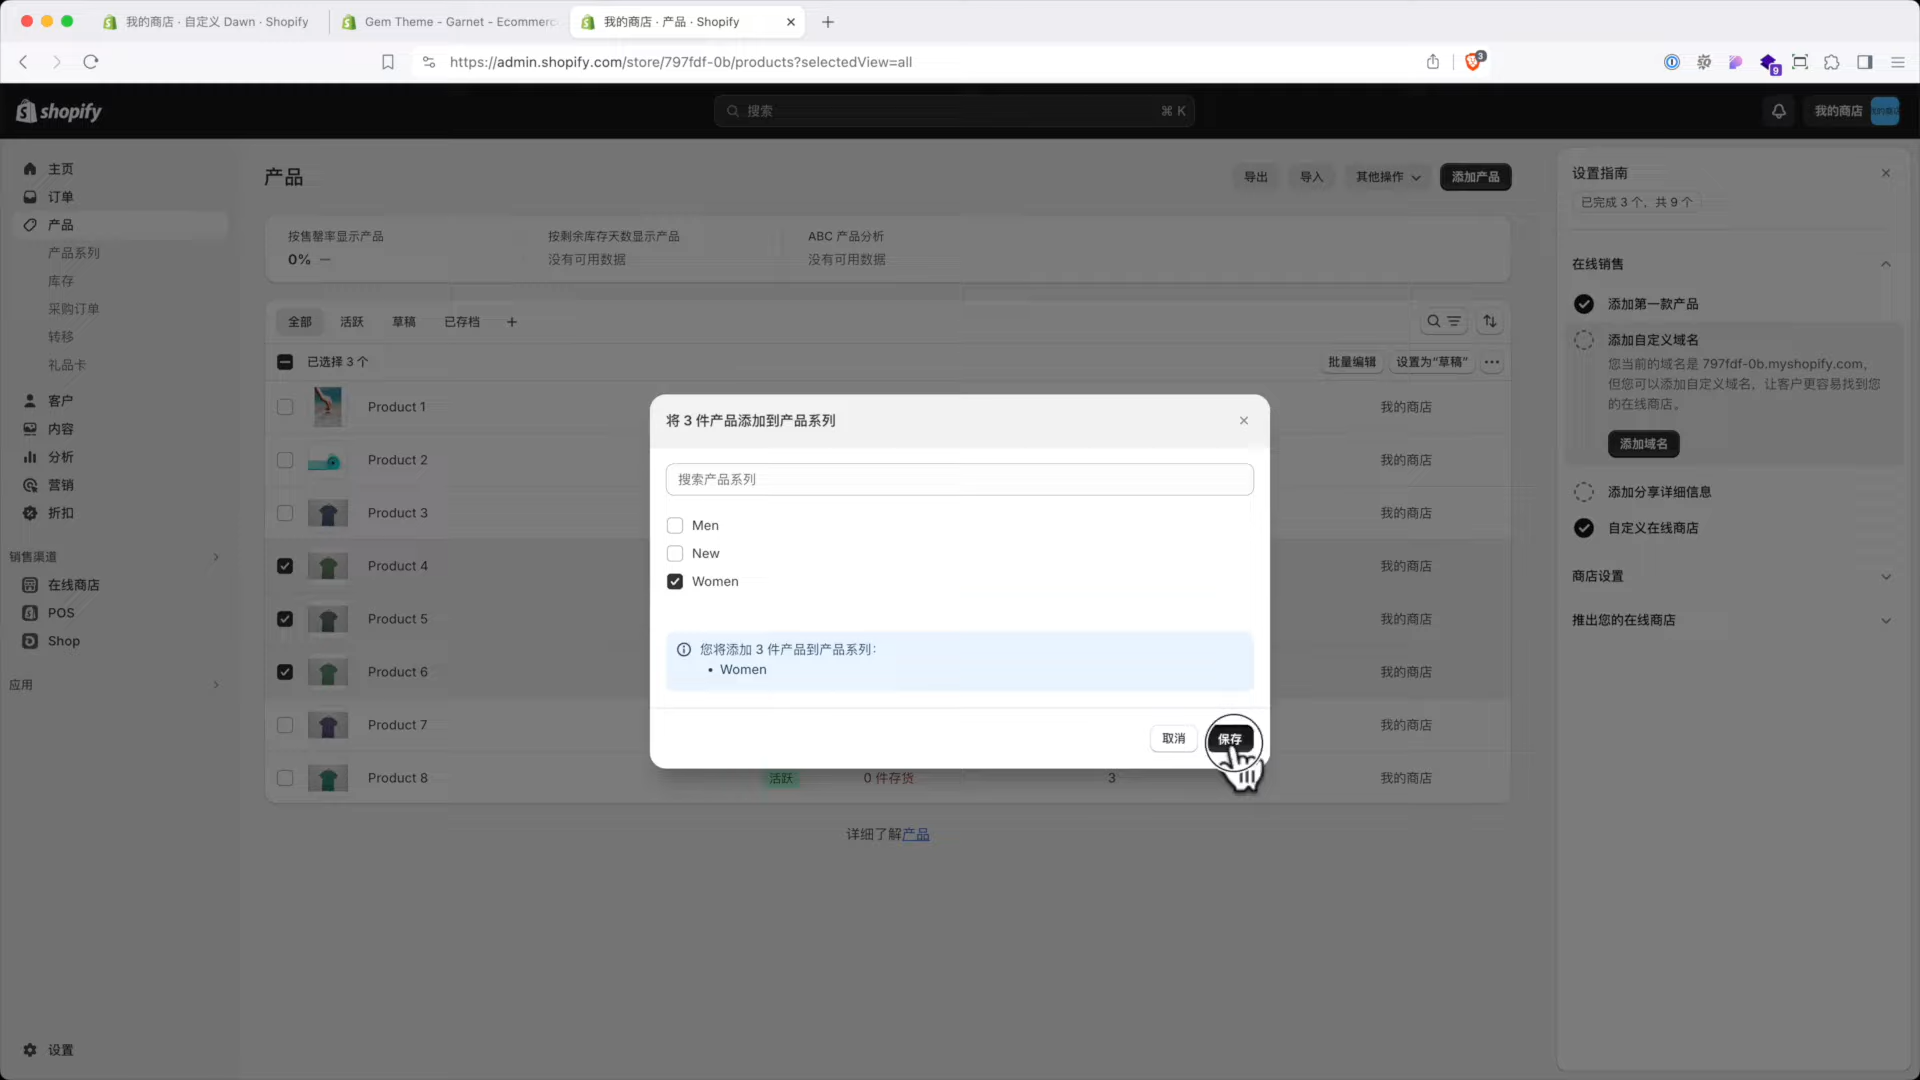 我的商店 · 自定义 Dawn · Shopify
Gem Theme - Garnet - Ecommerc
我的商店 · 产品 · Shopify
https://admin.shopify.com/store/797fdf-0b/products?selectedView=all
3
9
shopify
搜索
⌘ K
我的商店
主页
订单
产品
产品系列
库存
采购订单
转移
礼品卡
客户
内容
分析
营销
折扣
销售渠道
在线商店
POS
Shop
应用
设置
产品
导出
导入
其他操作
添加产品
按售罄率显示产品
0% —
按剩余库存天数显示产品
没有可用数据
ABC 产品分析
没有可用数据
全部
活跃
草稿
已存档
已选择 3 个
批量编辑
设置为“草稿”
Product 1
我的商店
Product 2
我的商店
Product 3
我的商店
Product 4
我的商店
Product 5
我的商店
Product 6
我的商店
Product 7
我的商店
Product 8
活跃
0 件存货
3
我的商店
详细了解产品
将 3 件产品添加到产品系列
搜索产品系列
Men
New
Women
您将添加 3 件产品到产品系列：
• Women
取消
保存
设置指南
已完成 3 个，共 9 个
在线销售
添加第一款产品
添加自定义域名
您当前的域名是 797fdf-0b.myshopify.com，
但您可以添加自定义域名，让客户更容易找到您
的在线商店。
添加域名
添加分享详细信息
自定义在线商店
商店设置
推出您的在线商店